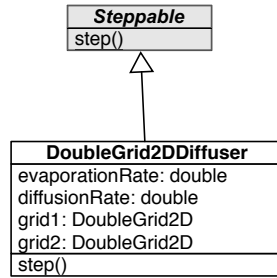 Steppable
step()
DoubleGrid2DDiffuser
evaporationRate: double
diffusionRate: double
grid1: DoubleGrid2D
grid2: DoubleGrid2D
step()